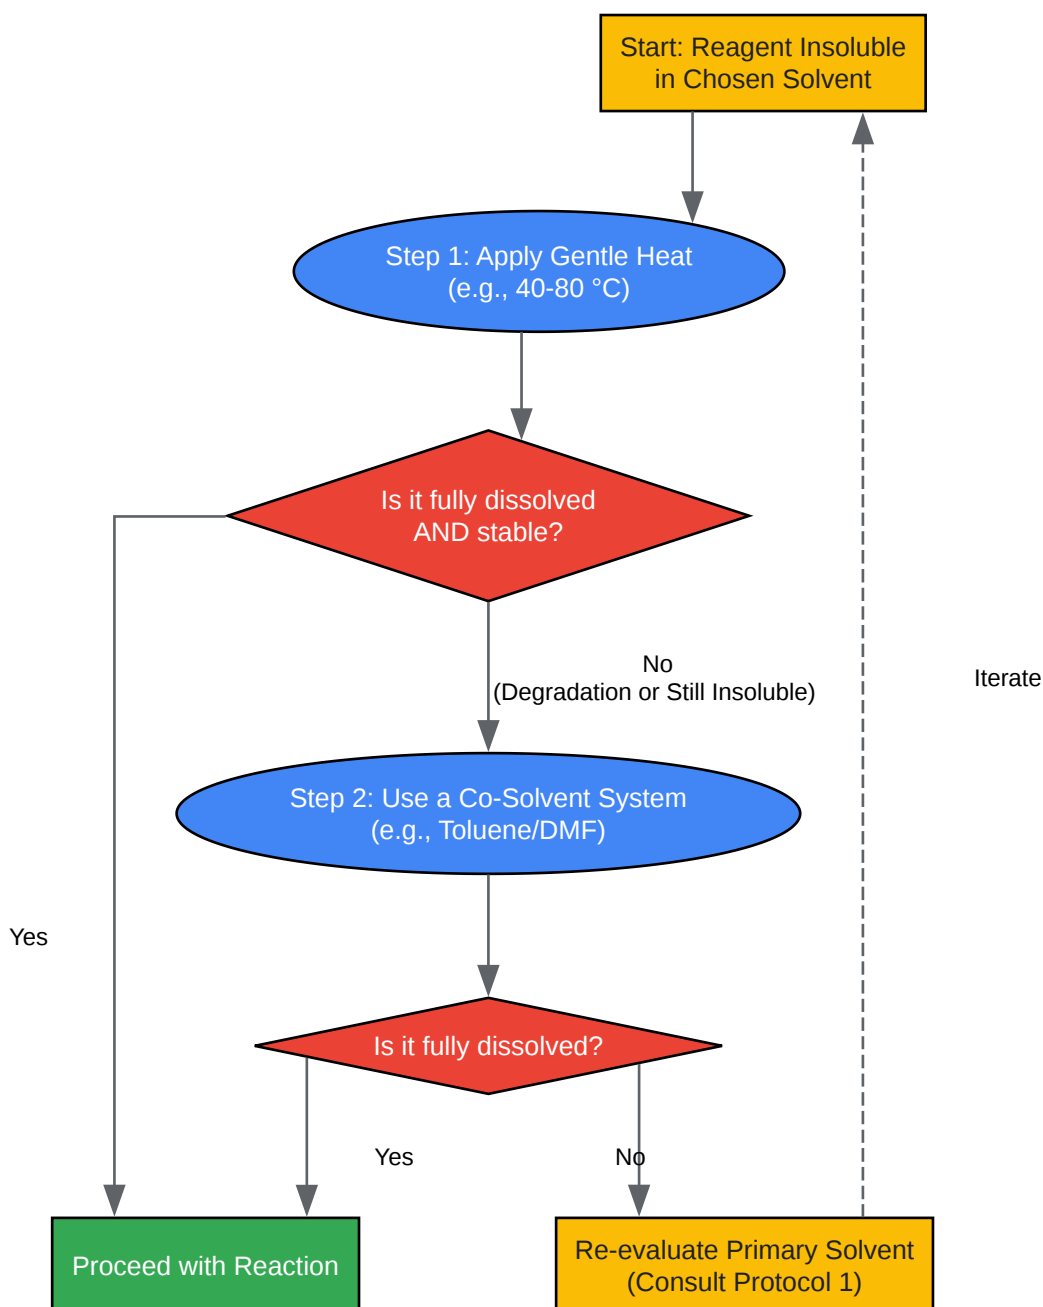 Start: Reagent Insoluble
in Chosen Solvent
Step 1: Apply Gentle Heat
(e.g., 40-80 °C)
Is it fully dissolved
AND stable?
No
(Degradation or Still Insoluble)
Iterate
Step 2: Use a Co-Solvent System
(e.g., Toluene/DMF)
Yes
Is it fully dissolved?
Yes
No
Proceed with Reaction
Re-evaluate Primary Solvent
(Consult Protocol 1)